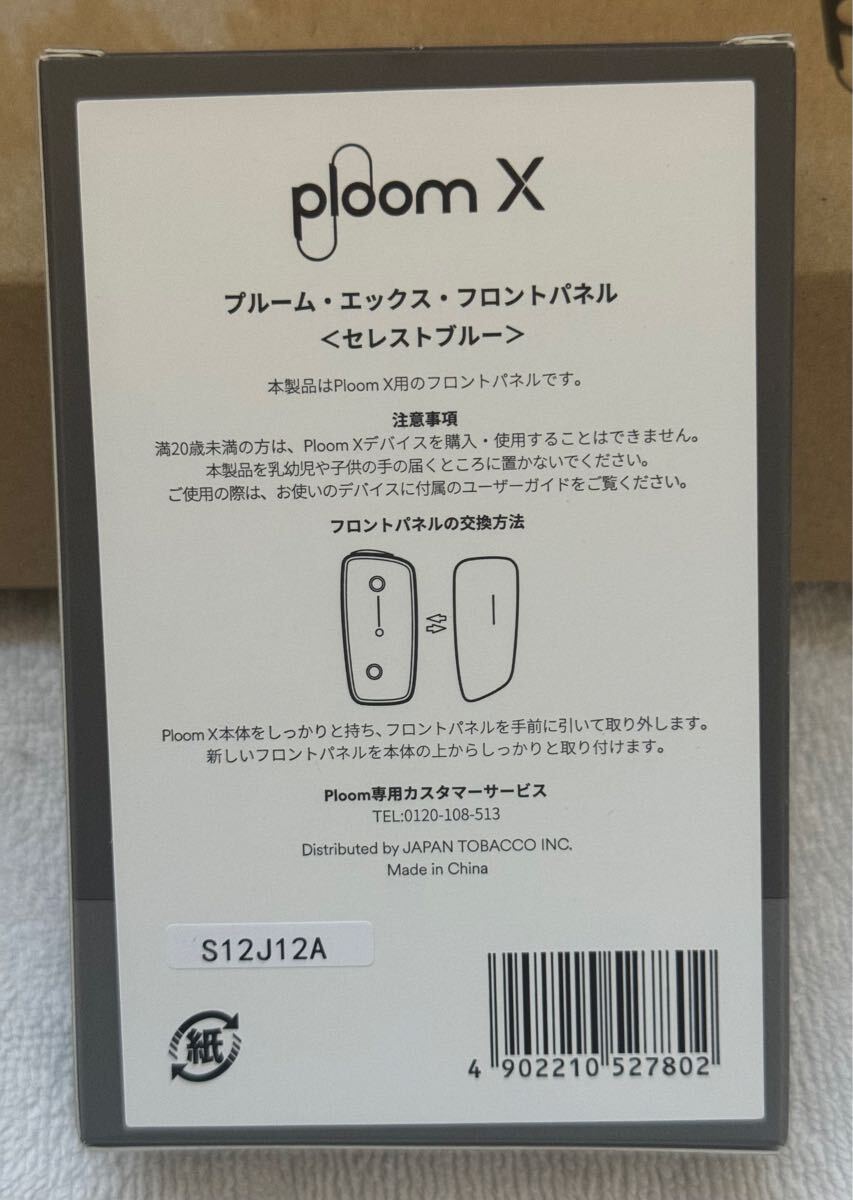 ploom X
プルーム・エックス・フロントパネル
＜セレストブルー＞
本製品はPloom X用のフロントパネルです。
注意事項
満20歳未満の方は、Ploom Xデバイスを購入・使用することはできません。
本製品を乳幼児や子供の手の届くところに置かないでください。
ご使用の際は、お使いのデバイスに付属のユーザーガイドをご覧ください。
フロントパネルの交換方法
Ploom X本体をしっかりと持ち、フロントパネルを手前に引いて取り外します。
新しいフロントパネルを本体の上からしっかりと取り付けます。
Ploom専用カスタマーサービス
TEL:0120-108-513
Distributed by JAPAN TOBACCO INC.
Made in China
S12J12A
紙
4 902210 527802